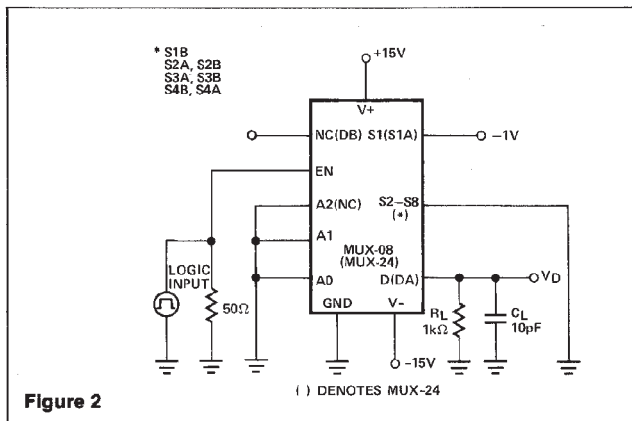 * S1B
S2A, S2B
S3A, S3B
S4B, S4A
+15V
V+
NC(DB) S1(S1A) −1V
EN
A2(NC) S2–S8
(*)
A1
MUX-08
(MUX-24)
LOGIC
INPUT
A0 D(DA) VD
50Ω
GND V−
RL
1kΩ
CL
10pF
−15V
( ) DENOTES MUX-24
Figure 2